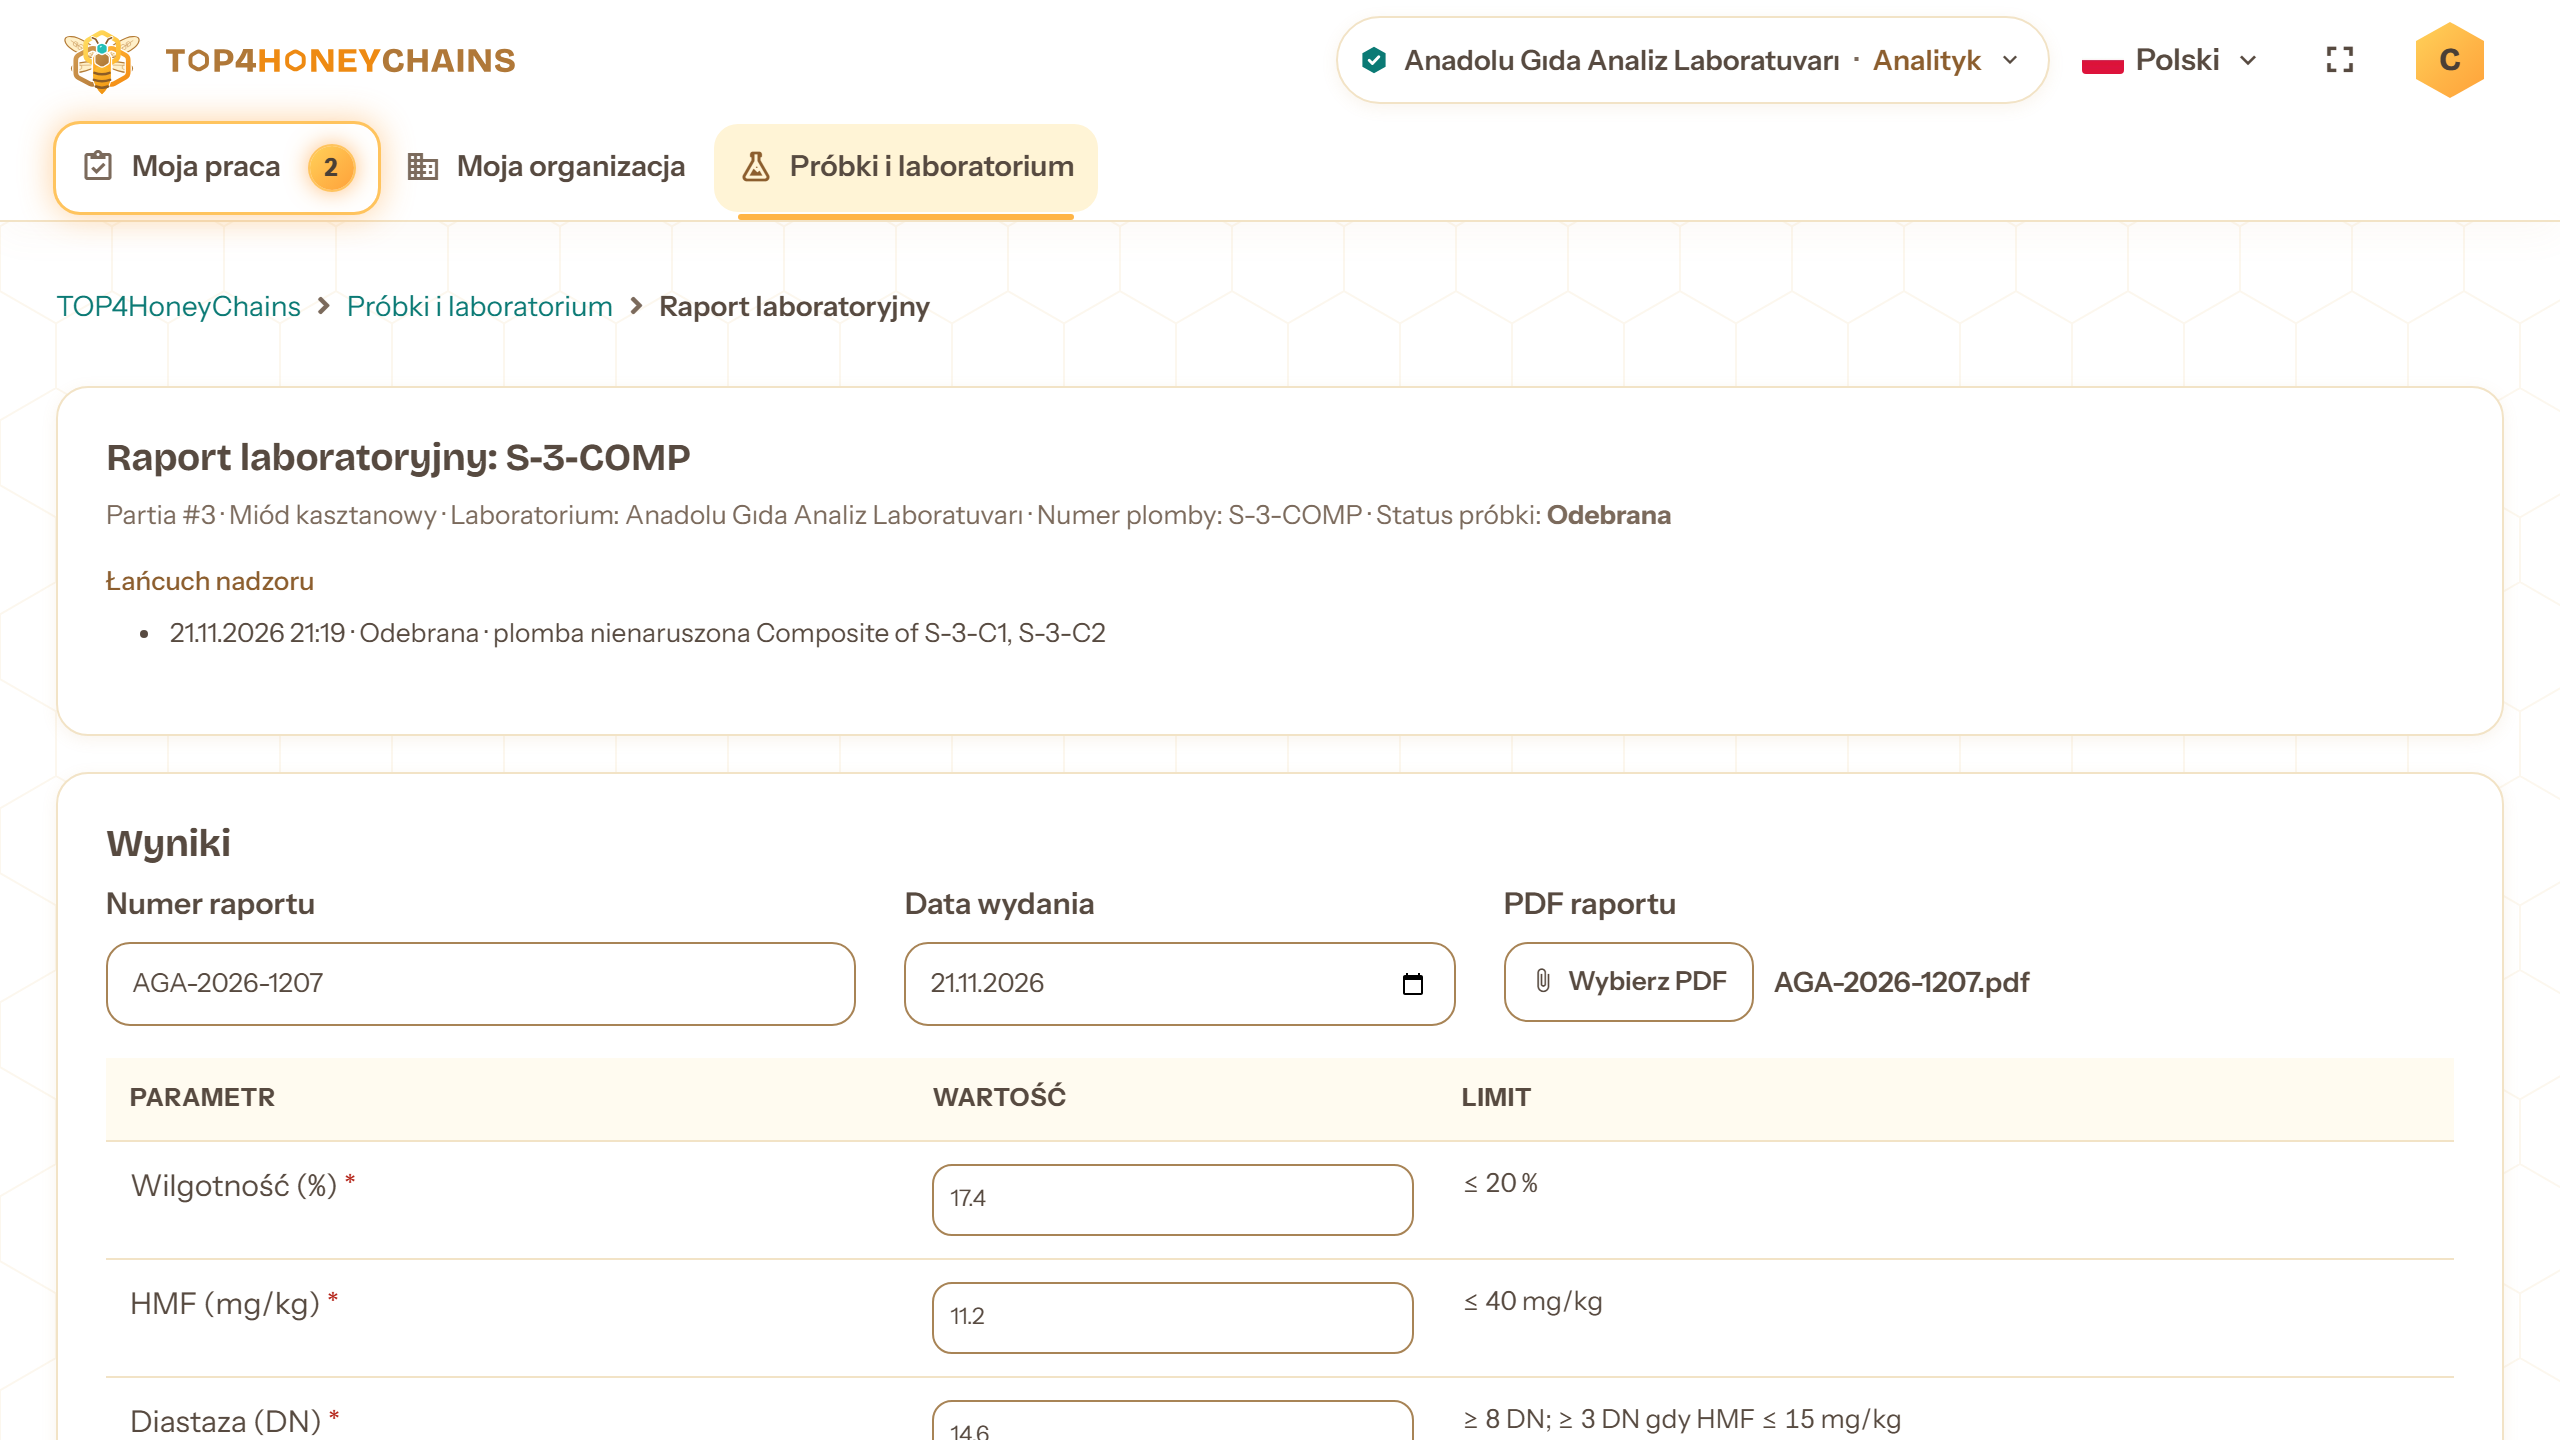 TOP4HONEYCHAINS
Anadolu Gıda Analiz Laboratuvarı · Analityk
Polski
C
Moja praca 2
Moja organizacja
Próbki i laboratorium
TOP4HoneyChains > Próbki i laboratorium > Raport laboratoryjny
Raport laboratoryjny: S-3-COMP
Partia #3 · Miód kasztanowy · Laboratorium: Anadolu Gıda Analiz Laboratuvarı · Numer plomby: S-3-COMP · Status próbki: Odebrana
Łańcuch nadzoru
• 21.11.2026 21:19 · Odebrana · plomba nienaruszona Composite of S-3-C1, S-3-C2
Wyniki
Numer raportu
Data wydania
PDF raportu
AGA-2026-1207
21.11.2026
Wybierz PDF
AGA-2026-1207.pdf
PARAMETR
WARTOŚĆ
LIMIT
Wilgotność (%) *
17.4
≤ 20 %
HMF (mg/kg) *
11.2
≤ 40 mg/kg
Diastaza (DN) *
14.6
≥ 8 DN; ≥ 3 DN gdy HMF ≤ 15 mg/kg